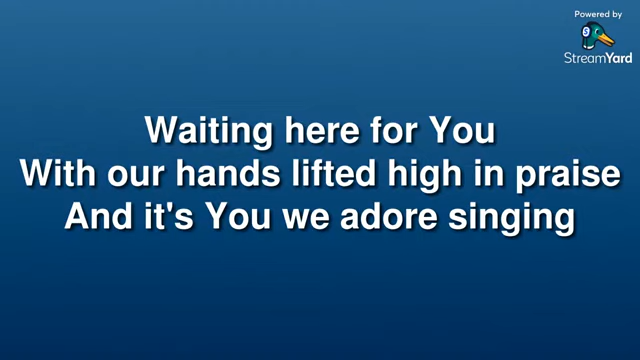 Powered by
StreamYard
Waiting here for You
With our hands lifted high in praise
And it's You we adore singing